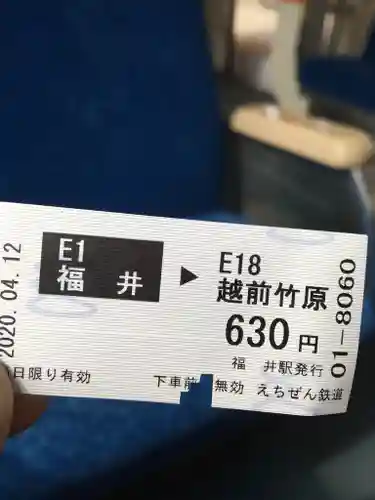 E1
福 井
▶
E18
越前竹原
630円
福 井駅発行
日限り有効 下車前 無効 えちぜん鉄道
2020.04.12
01-8060